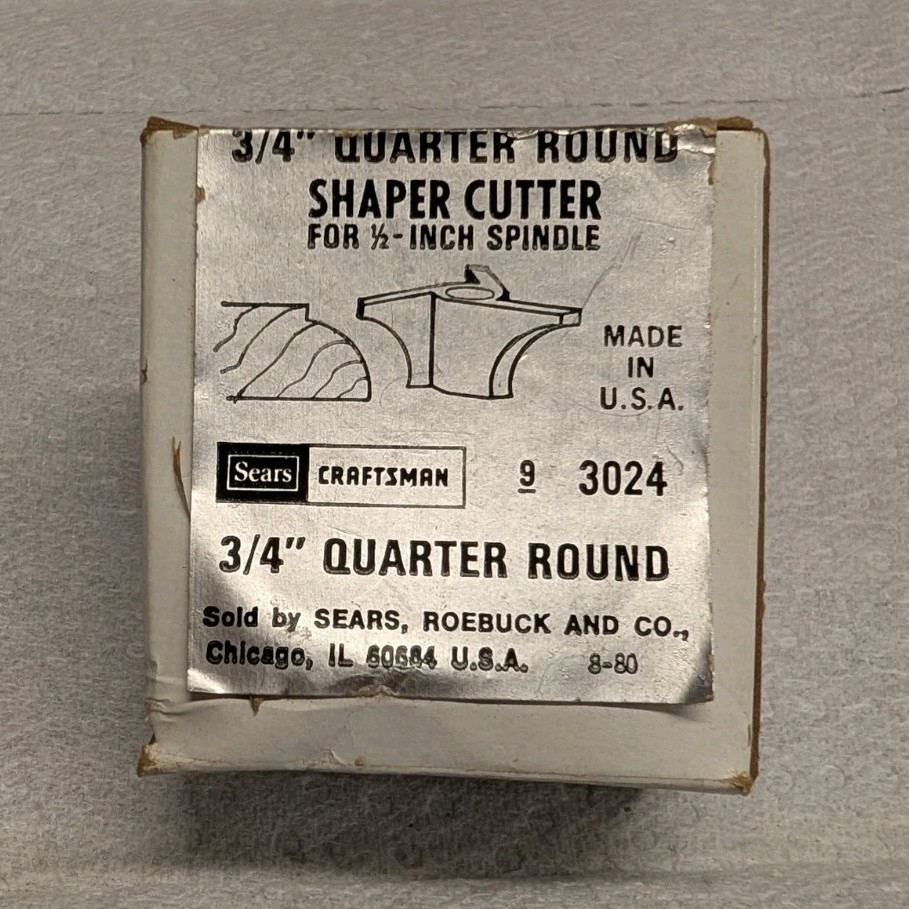 3/4" QUARTER ROUND
SHAPER CUTTER
FOR ½-INCH SPINDLE
MADE
IN
U.S.A.
Sears CRAFTSMAN 9 3024
3/4" QUARTER ROUND
Sold by SEARS, ROEBUCK AND CO.,
Chicago, IL 60684 U.S.A. 8-80